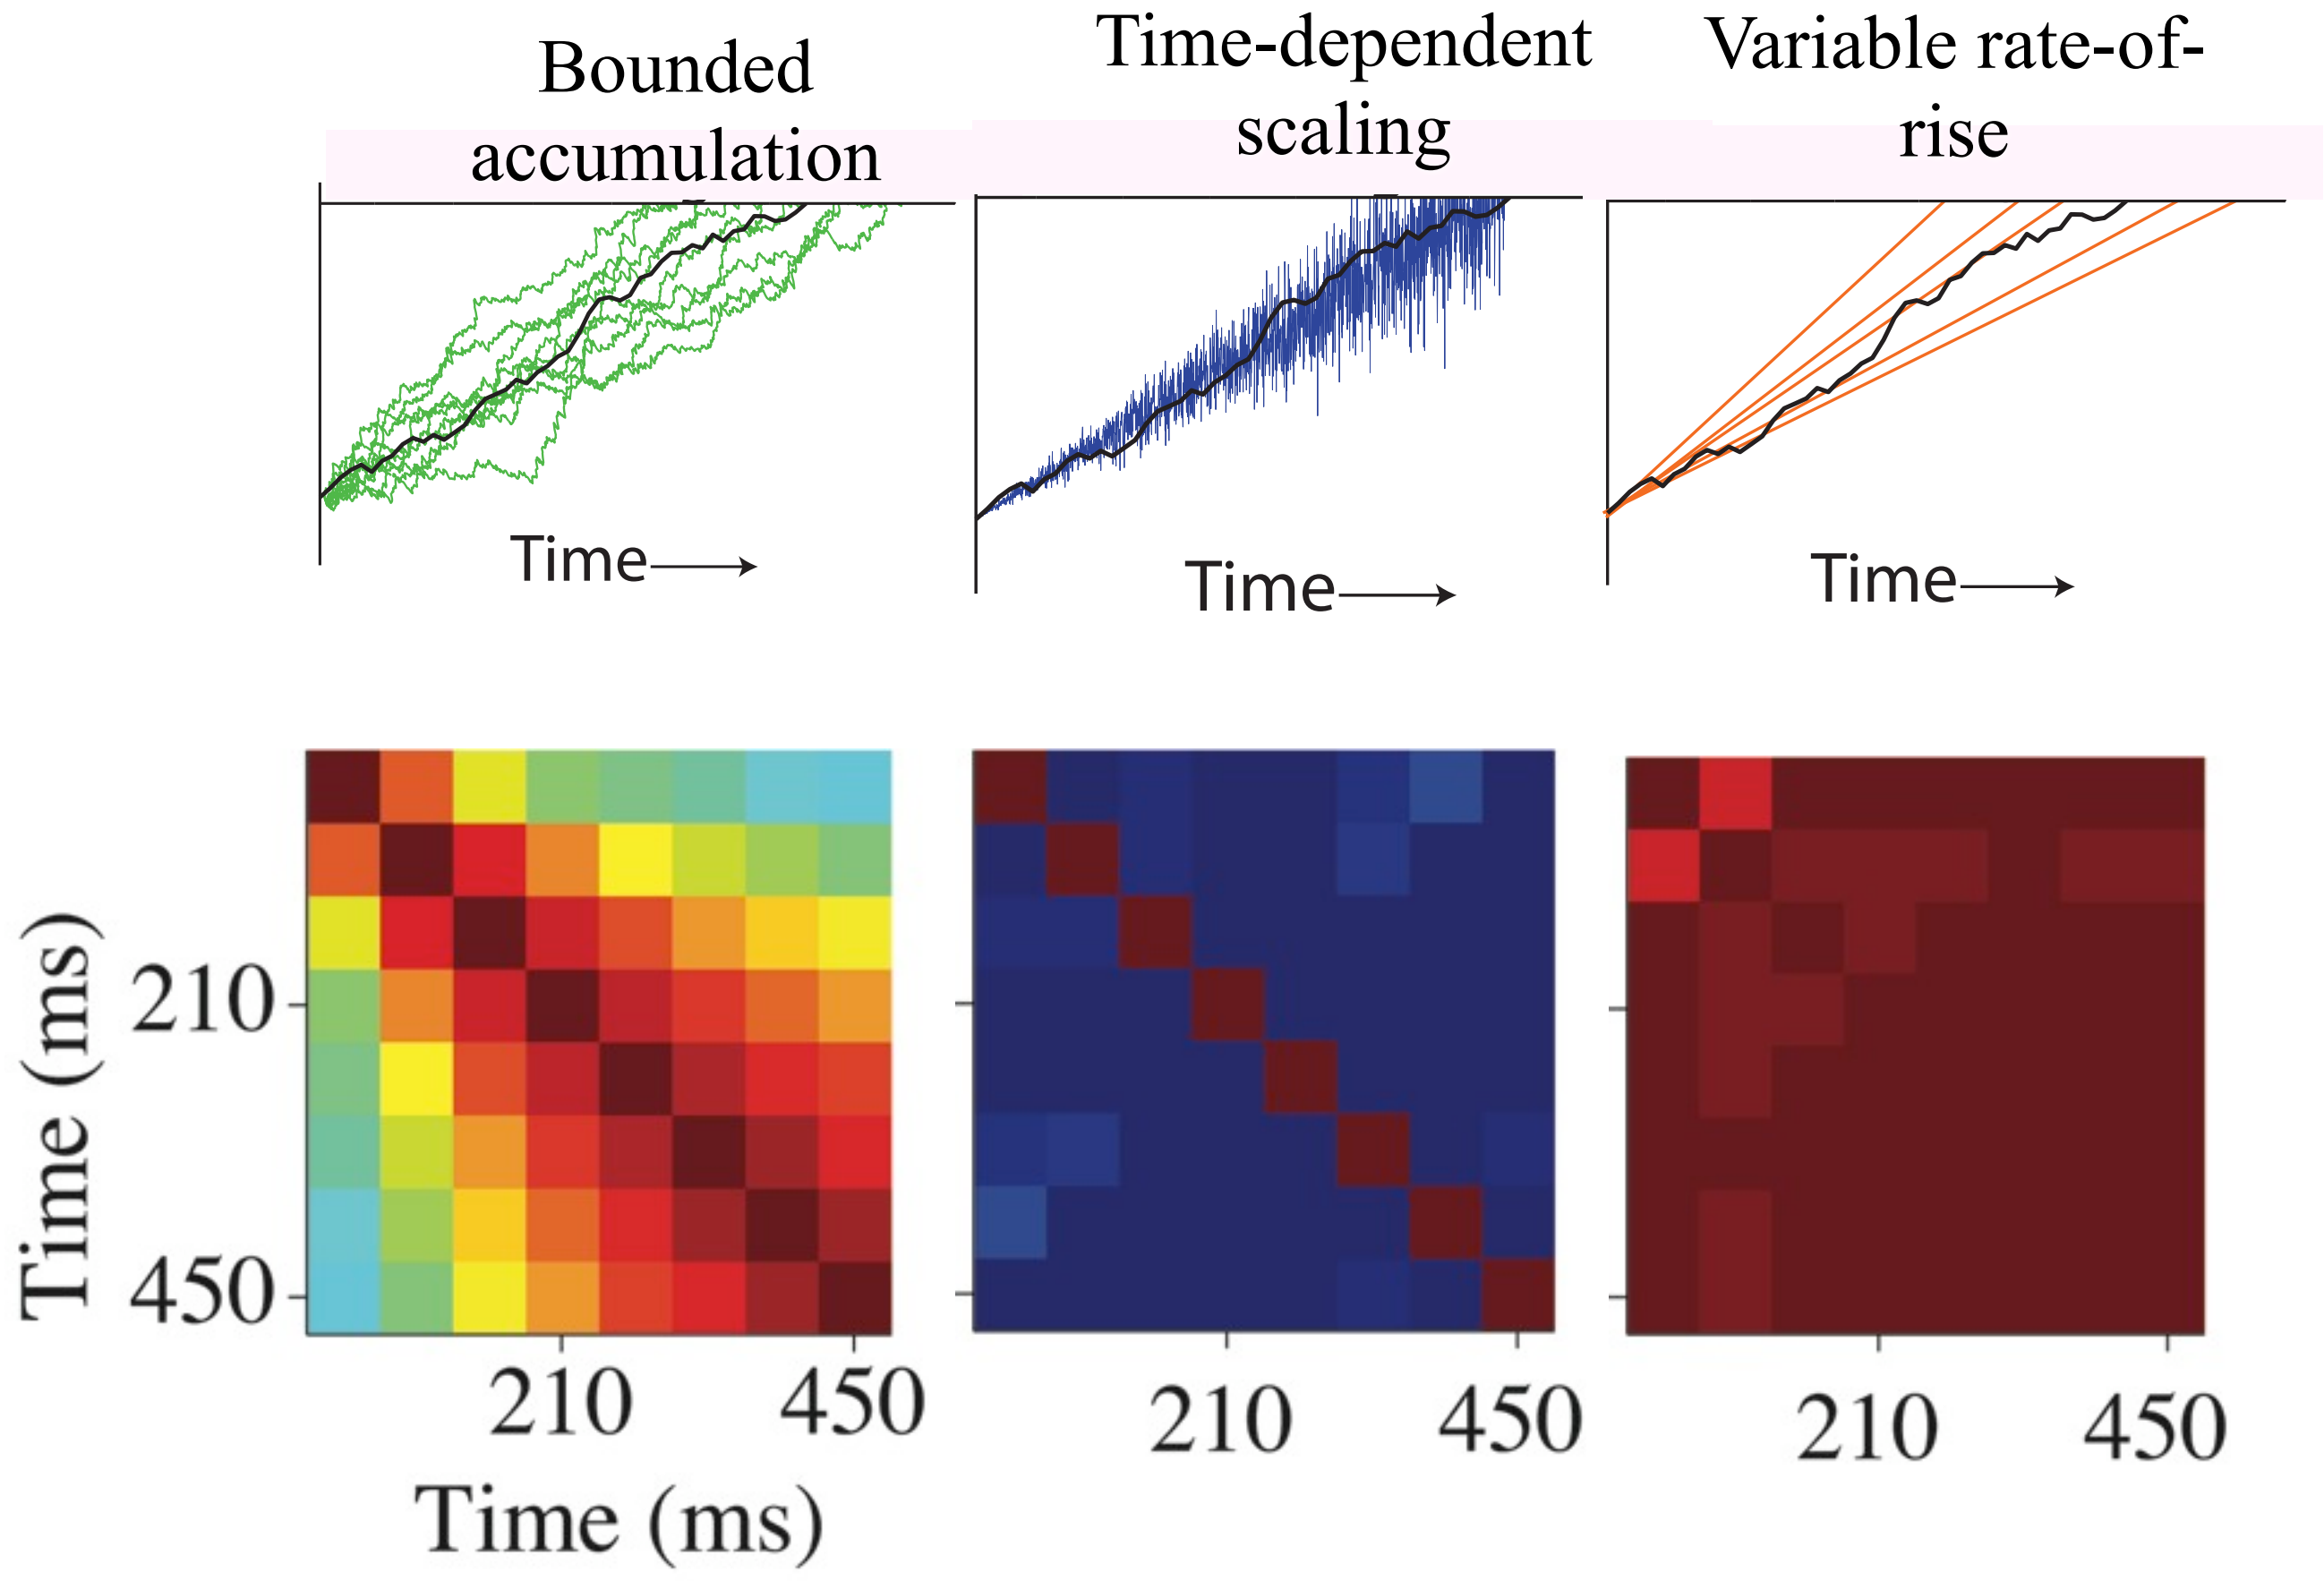 Bounded
accumulation
Time-dependent
scaling
Variable rate-of-
rise
Time
Time
Time
Time (ms)
210
450
210
450
210
450
210
450
Time (ms)